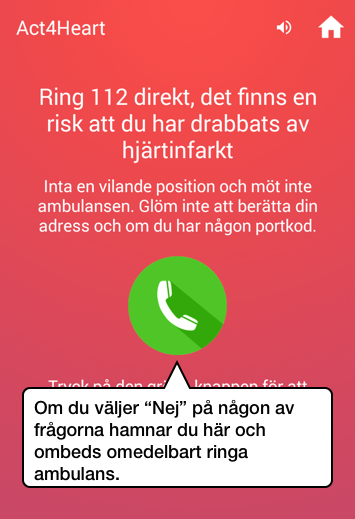 Act4Heart
Ring 112 direkt, det finns en
risk att du har drabbats av
hjärtinfarkt
Inta en vilande position och möt inte
ambulansen. Glöm inte att berätta din
adress och om du har någon portkod.
Tryck på den knappen för att
Om du väljer “Nej” på någon av
frågorna hamnar du här och
ombeds omedelbart ringa
ambulans.